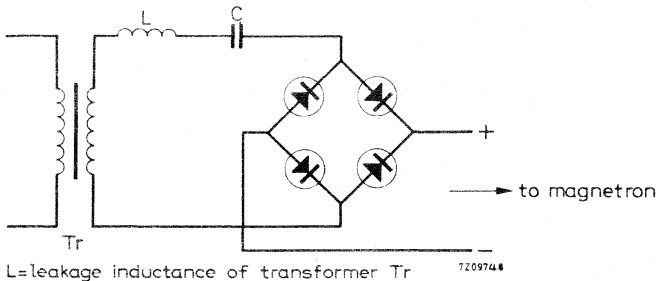 L
C
+
to magnetron
−
Tr
L=leakage inductance of transformer Tr
7Z09748